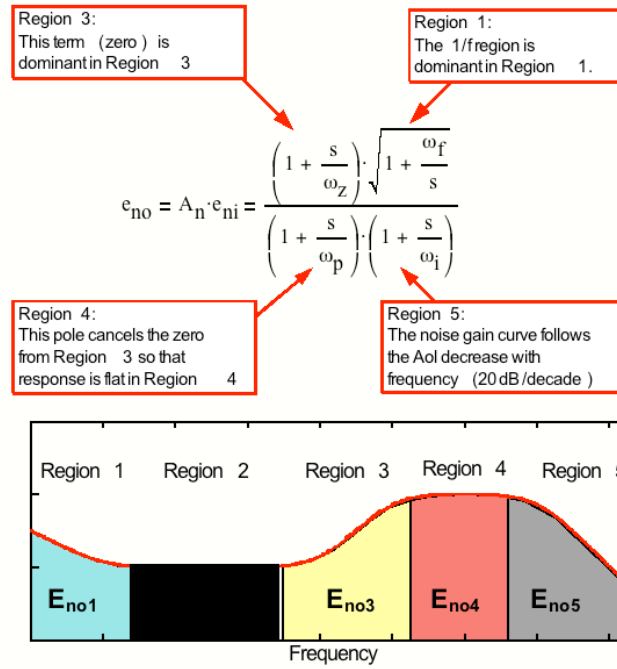 Region 3:
This term (zero) is
dominant in Region 3
Region 1:
The 1/f region is
dominant in Region 1.
e_no = A_n·e_ni = ((1 + s/ω_z)·√(1 + ω_f/s)) / ((1 + s/ω_p)·(1 + s/ω_i))
Region 4:
This pole cancels the zero
from Region 3 so that
response is flat in Region 4
Region 5:
The noise gain curve follows
the Aol decrease with
frequency (20 dB/decade)
Region 1 Region 2 Region 3 Region 4 Region
E_no1 E_no3 E_no4 E_no5
Frequency